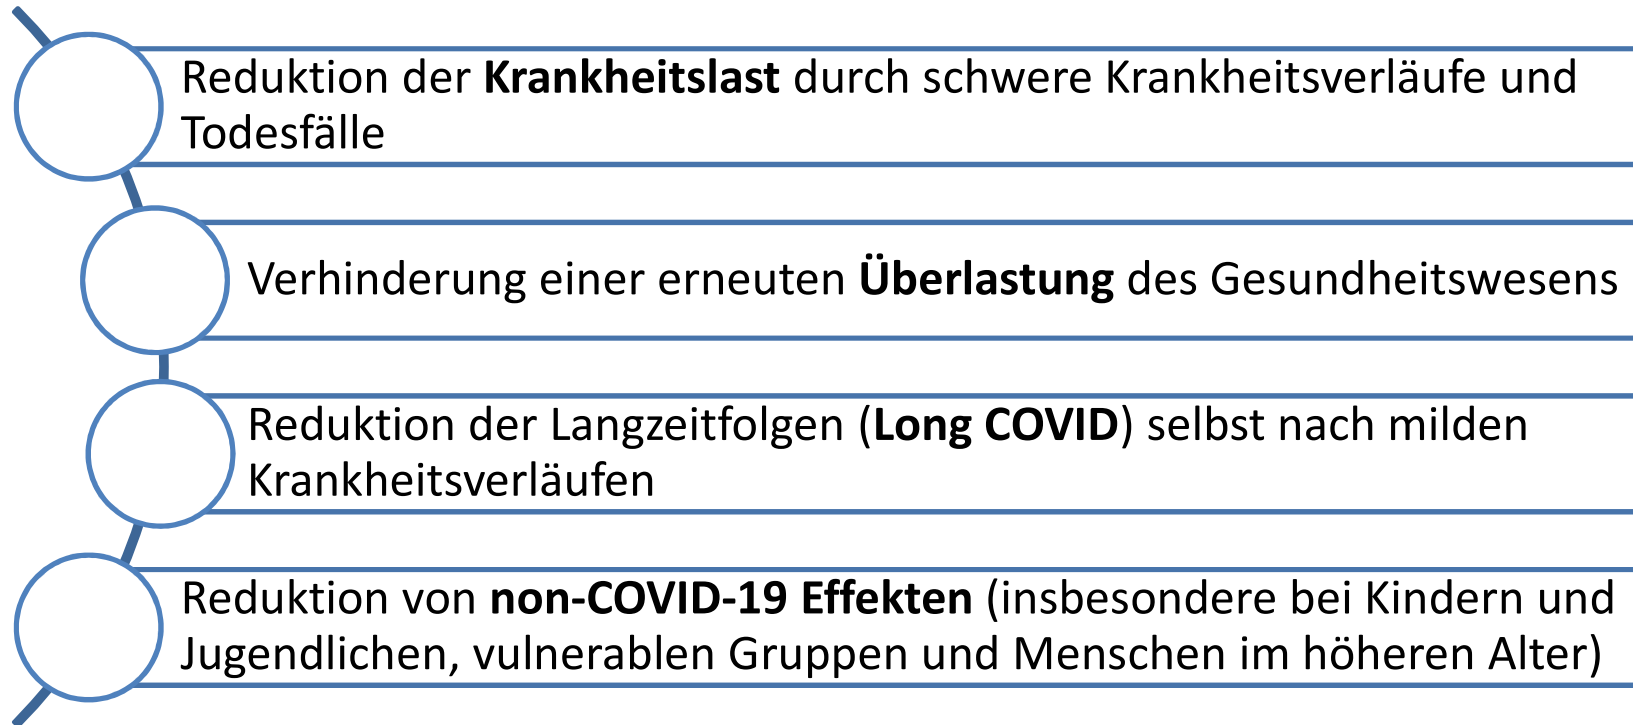 Reduktion der Krankheitslast durch schwere Krankheitsverläufe und
Todesfälle
Verhinderung einer erneuten Überlastung des Gesundheitswesens
Reduktion der Langzeitfolgen (Long COVID) selbst nach milden
Krankheitsverläufen
Reduktion von non-COVID-19 Effekten (insbesondere bei Kindern und
Jugendlichen, vulnerablen Gruppen und Menschen im höheren Alter)